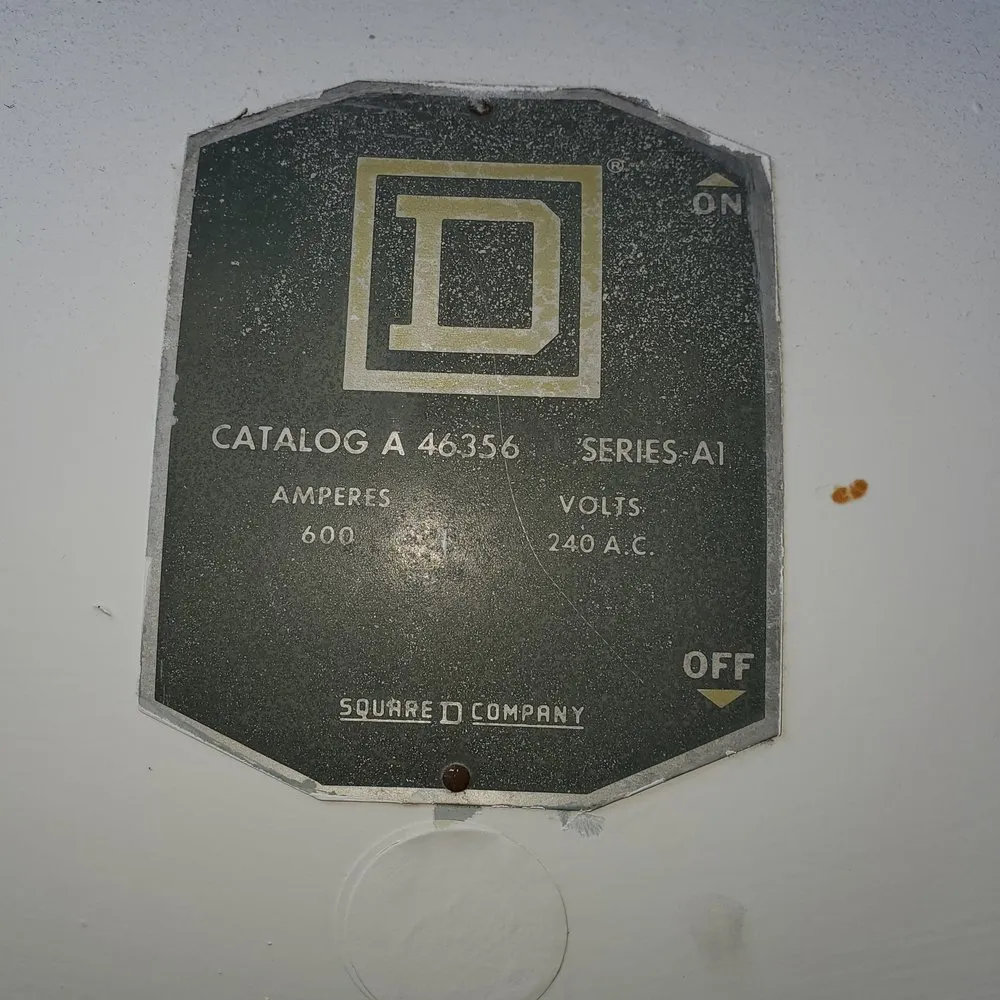 D ®
ON
CATALOG A 46356 SERIES-A1
AMPERES VOLTS
600 240 A.C.
OFF
SQUARE D COMPANY